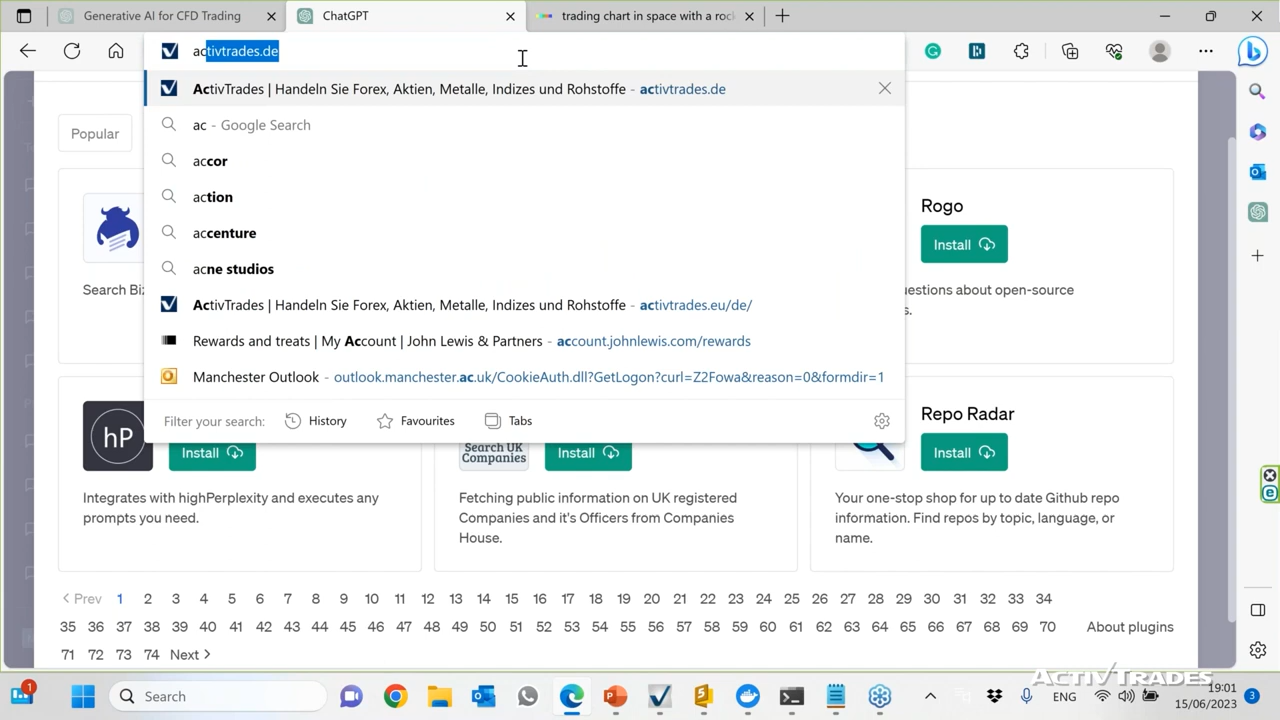 Generative AI for CFD Trading
ChatGPT
trading chart in space with a rock
activtrades.de
ActivTrades | Handeln Sie Forex, Aktien, Metalle, Indizes und Rohstoffe - activtrades.de
ac - Google Search
accor
action
accenture
acne studios
ActivTrades | Handeln Sie Forex, Aktien, Metalle, Indizes und Rohstoffe - activtrades.eu/de/
Rewards and treats | My Account | John Lewis & Partners - account.johnlewis.com/rewards
Manchester Outlook - outlook.manchester.ac.uk/CookieAuth.dll?GetLogon?curl=Z2Fowa&reason=0&formdir=1
Filter your search: History Favourites Tabs
Popular
Search Biz
Rogo
Install
uestions about open-source
s.
hP
Install
Search UK
Companies
Install
Repo Radar
Install
Integrates with highPerplexity and executes any
prompts you need.
Fetching public information on UK registered
Companies and it's Officers from Companies
House.
Your one-stop shop for up to date Github repo
information. Find repos by topic, language, or
name.
Prev 1 2 3 4 5 6 7 8 9 10 11 12 13 14 15 16 17 18 19 20 21 22 23 24 25 26 27 28 29 30 31 32 33 34
35 36 37 38 39 40 41 42 43 44 45 46 47 48 49 50 51 52 53 54 55 56 57 58 59 60 61 62 63 64 65 66 67 68 69 70
About plugins
71 72 73 74 Next
ACTIVTRADES
1
Search
ENG
19:01
15/06/2023
3